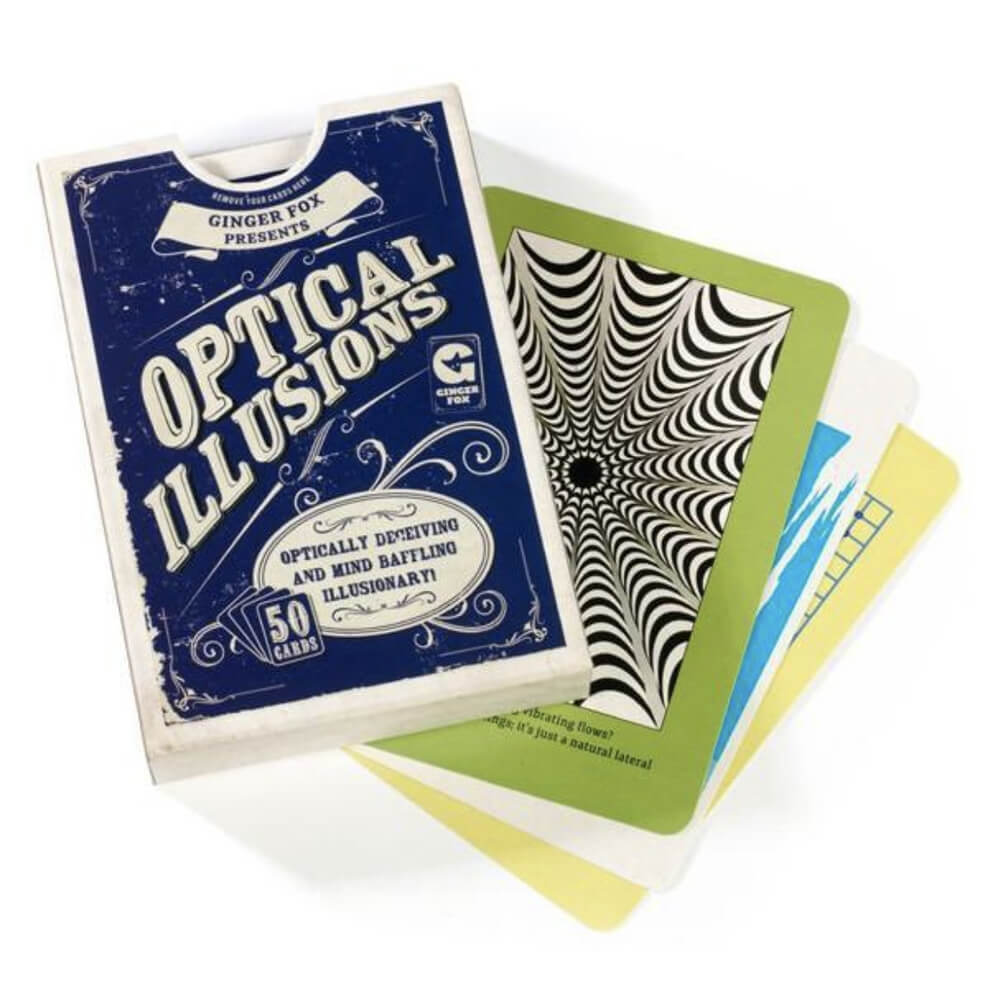 REMOVE YOUR CARDS HERE
GINGER FOX
PRESENTS
OPTICAL
ILLUSIONS
G
GINGER
FOX
OPTICALLY DECEIVING
AND MIND BAFFLING
ILLUSIONARY!
50
CARDS
vibrating flows?
it's just a natural lateral